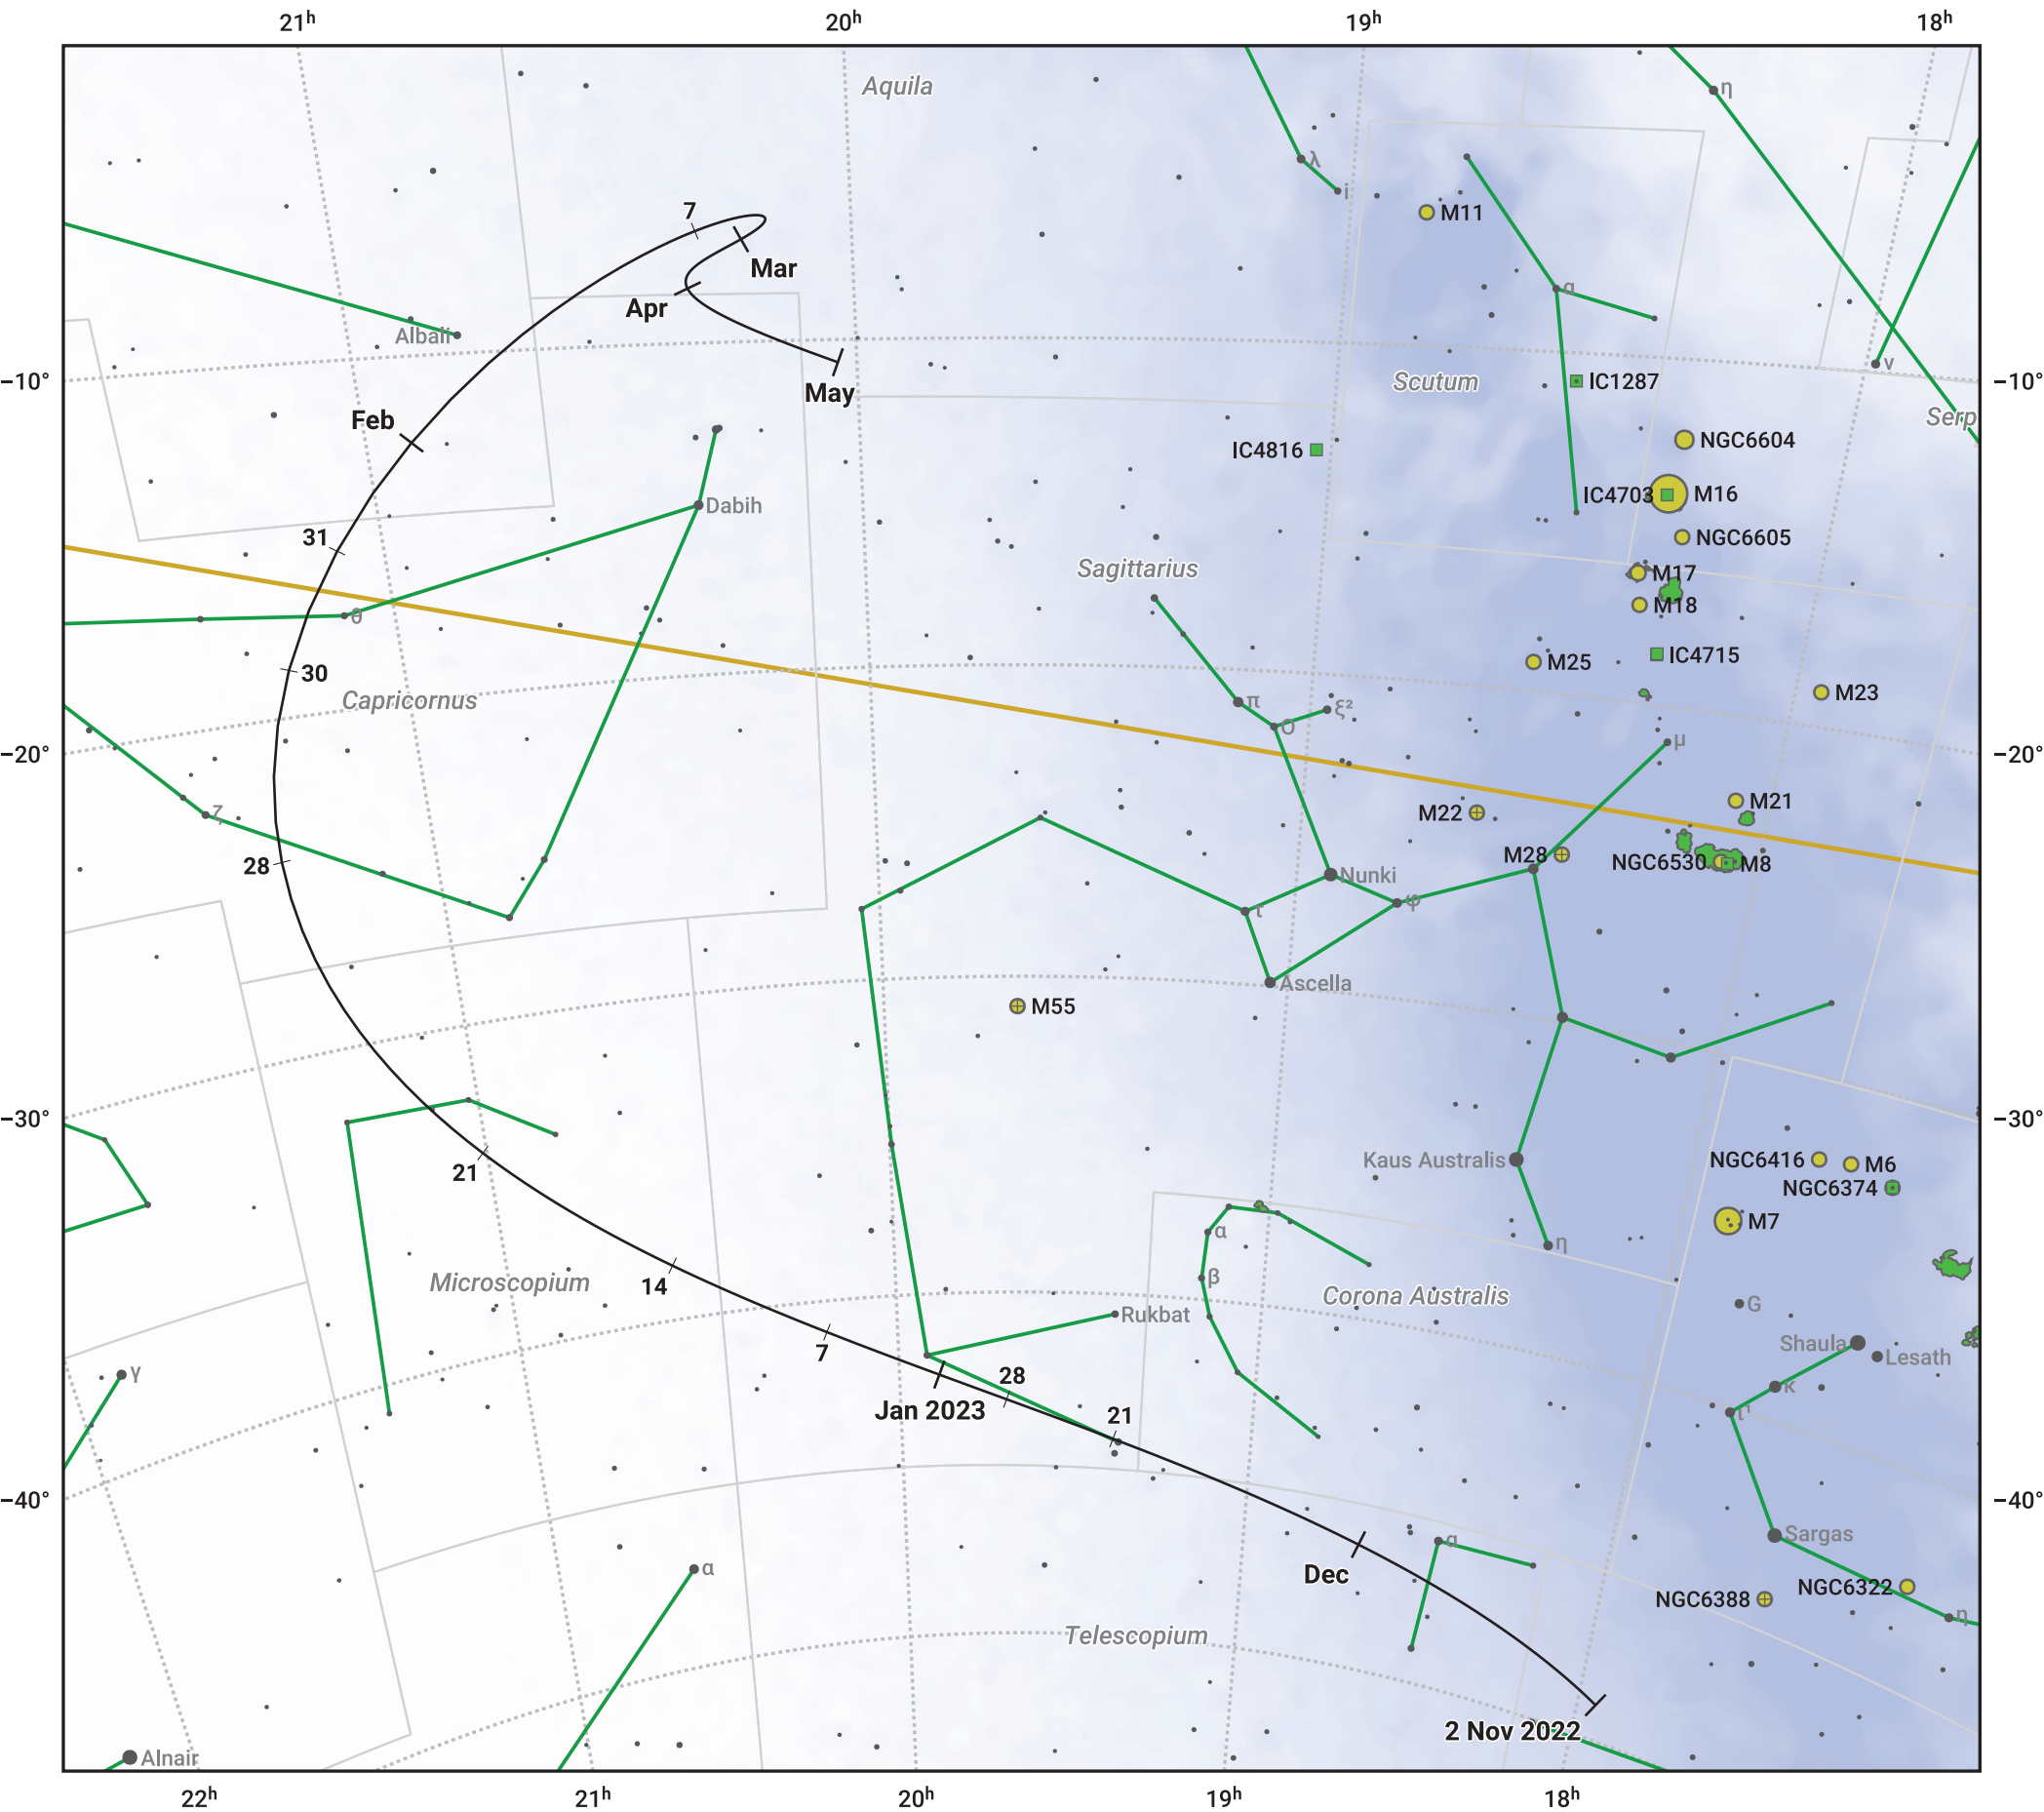 21ʰ 20ʰ 19ʰ 18ʰ
Aquila
η
λ
i
7
M11
Mar
Apr
α
Albali
ν
−10° −10°
May
Scutum
IC1287
Feb
Serp
IC4816
NGC6604
IC4703 M16
Dabih
31
NGC6605
Sagittarius
M17
M18
θ
IC4715
M25
30
M23
Capricornus
π
ξ²
ο
μ
−20° −20°
M21
ζ
M22
M28
NGC6530 M8
28
Nunki
τ
φ
Ascella
M55
−30° −30°
21
Kaus Australis
NGC6416
M6
NGC6374
M7
α
η
β
Microscopium
14
Corona Australis
G
Rukbat
Shaula
Lesath
7
γ
28
κ
Jan 2023
21
ι¹
−40° −40°
Sargas
α
α
Dec
NGC6322
NGC6388
η
Telescopium
2 Nov 2022
Alnair
22ʰ 21ʰ 20ʰ 19ʰ 18ʰ